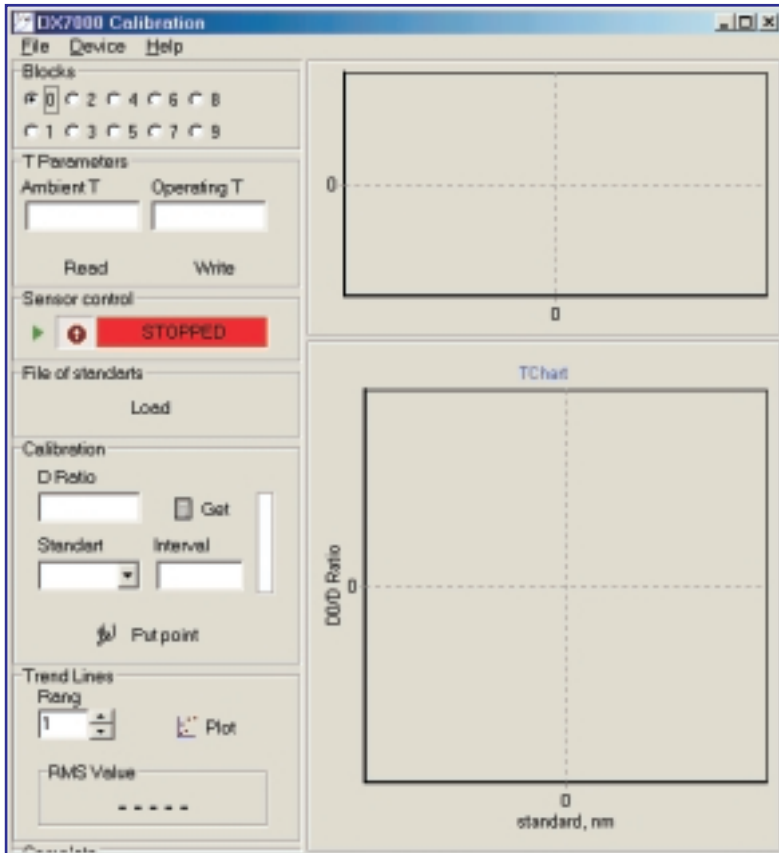 DX7000 Calibration
File Device Help
Blocks
0 2 4 6 8
1 3 5 7 9
T Parameters
Ambient T Operating T
Read Write
Sensor control
STOPPED
File of standarts
Load
Calibration
D Ratio
Get
Standart Interval
Put point
Trend Lines
Rang
1 Plot
RMS Value
-----
0
0
TChart
D0/D Ratio
0
0
standard, nm